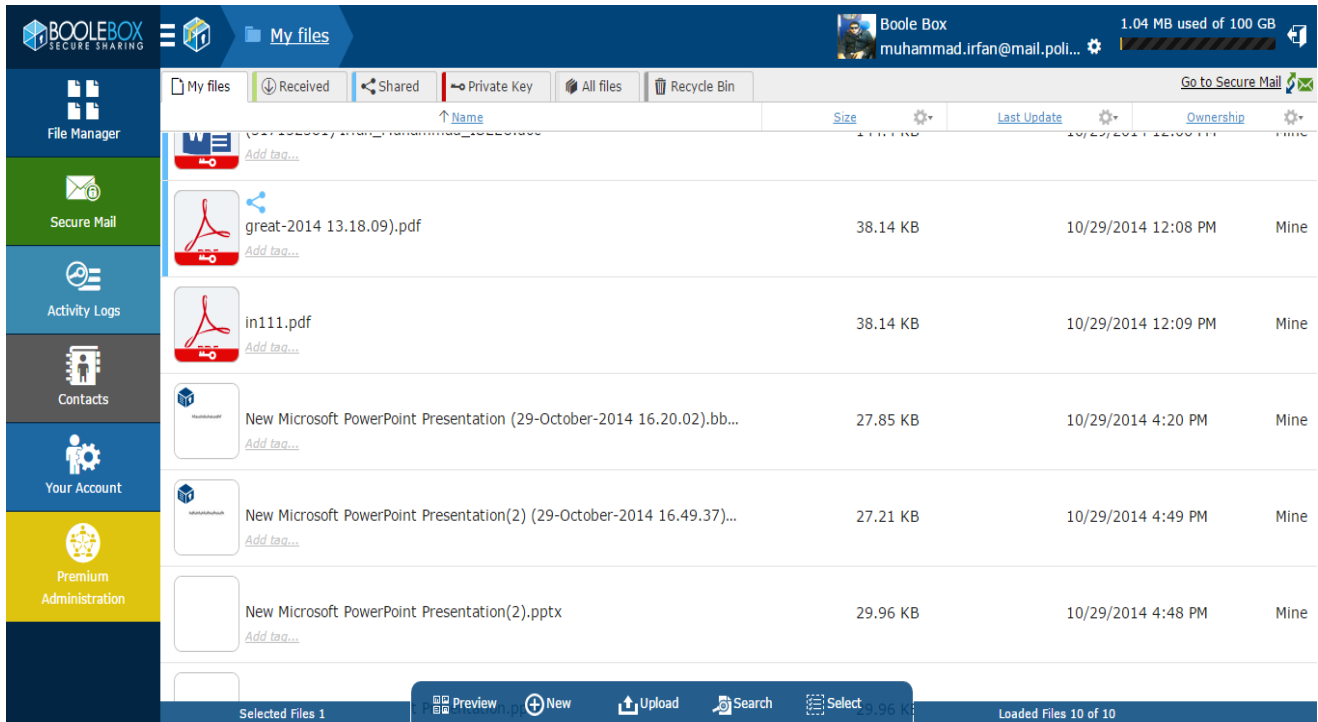 BOOLEBOX
SECURE SHARING
My files
Boole Box
muhammad.irfan@mail.poli...
1.04 MB used of 100 GB
File Manager
Secure Mail
Activity Logs
Contacts
Your Account
Premium
Administration
My files
Received
Shared
Private Key
All files
Recycle Bin
Go to Secure Mail
Name
Size
Last Update
Ownership
Add tag...
great-2014 13.18.09).pdf 38.14 KB 10/29/2014 12:08 PM Mine
Add tag...
in111.pdf 38.14 KB 10/29/2014 12:09 PM Mine
Add tag...
New Microsoft PowerPoint Presentation (29-October-2014 16.20.02).bb... 27.85 KB 10/29/2014 4:20 PM Mine
Add tag...
New Microsoft PowerPoint Presentation(2) (29-October-2014 16.49.37)... 27.21 KB 10/29/2014 4:49 PM Mine
Add tag...
New Microsoft PowerPoint Presentation(2).pptx 29.96 KB 10/29/2014 4:48 PM Mine
Add tag...
Preview
New
Upload
Search
Select
29.96 K
Selected Files 1
Loaded Files 10 of 10